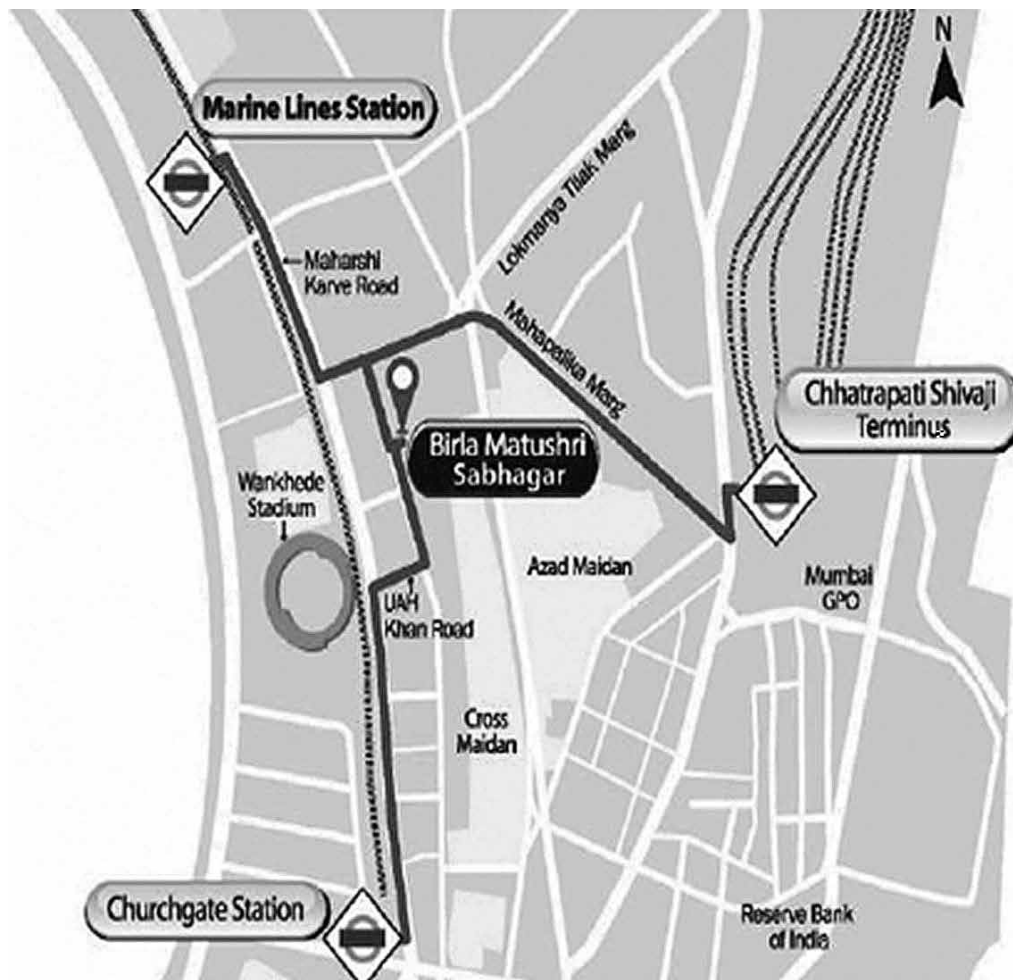 N
Marine Lines Station
Lokmanya Tilak Marg
Maharshi
Karve Road
Mahapalika Marg
Chhatrapati Shivaji
Terminus
Birla Matushri
Sabhagar
Wankhede
Stadium
Azad Maidan
Mumbai
GPO
UAH
Khan Road
Cross
Maidan
Churchgate Station
Reserve Bank
of India